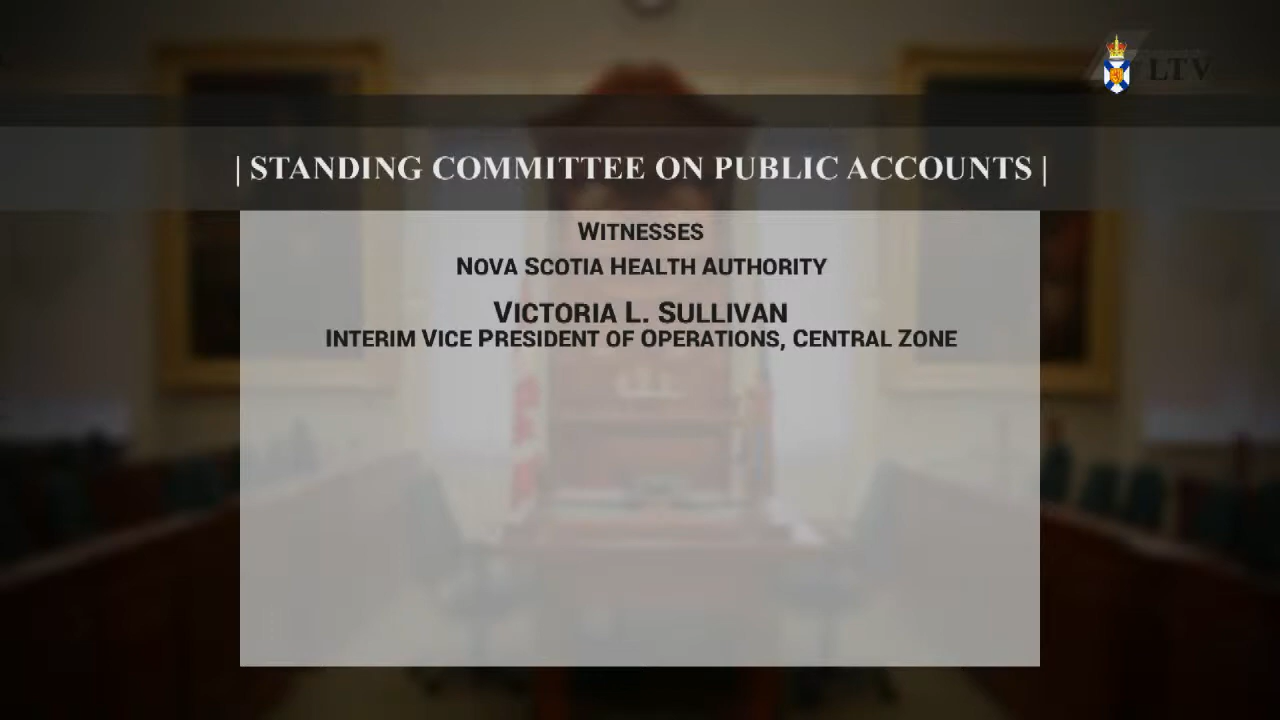 LTV
| STANDING COMMITTEE ON PUBLIC ACCOUNTS |
WITNESSES
NOVA SCOTIA HEALTH AUTHORITY
VICTORIA L. SULLIVAN
INTERIM VICE PRESIDENT OF OPERATIONS, CENTRAL ZONE